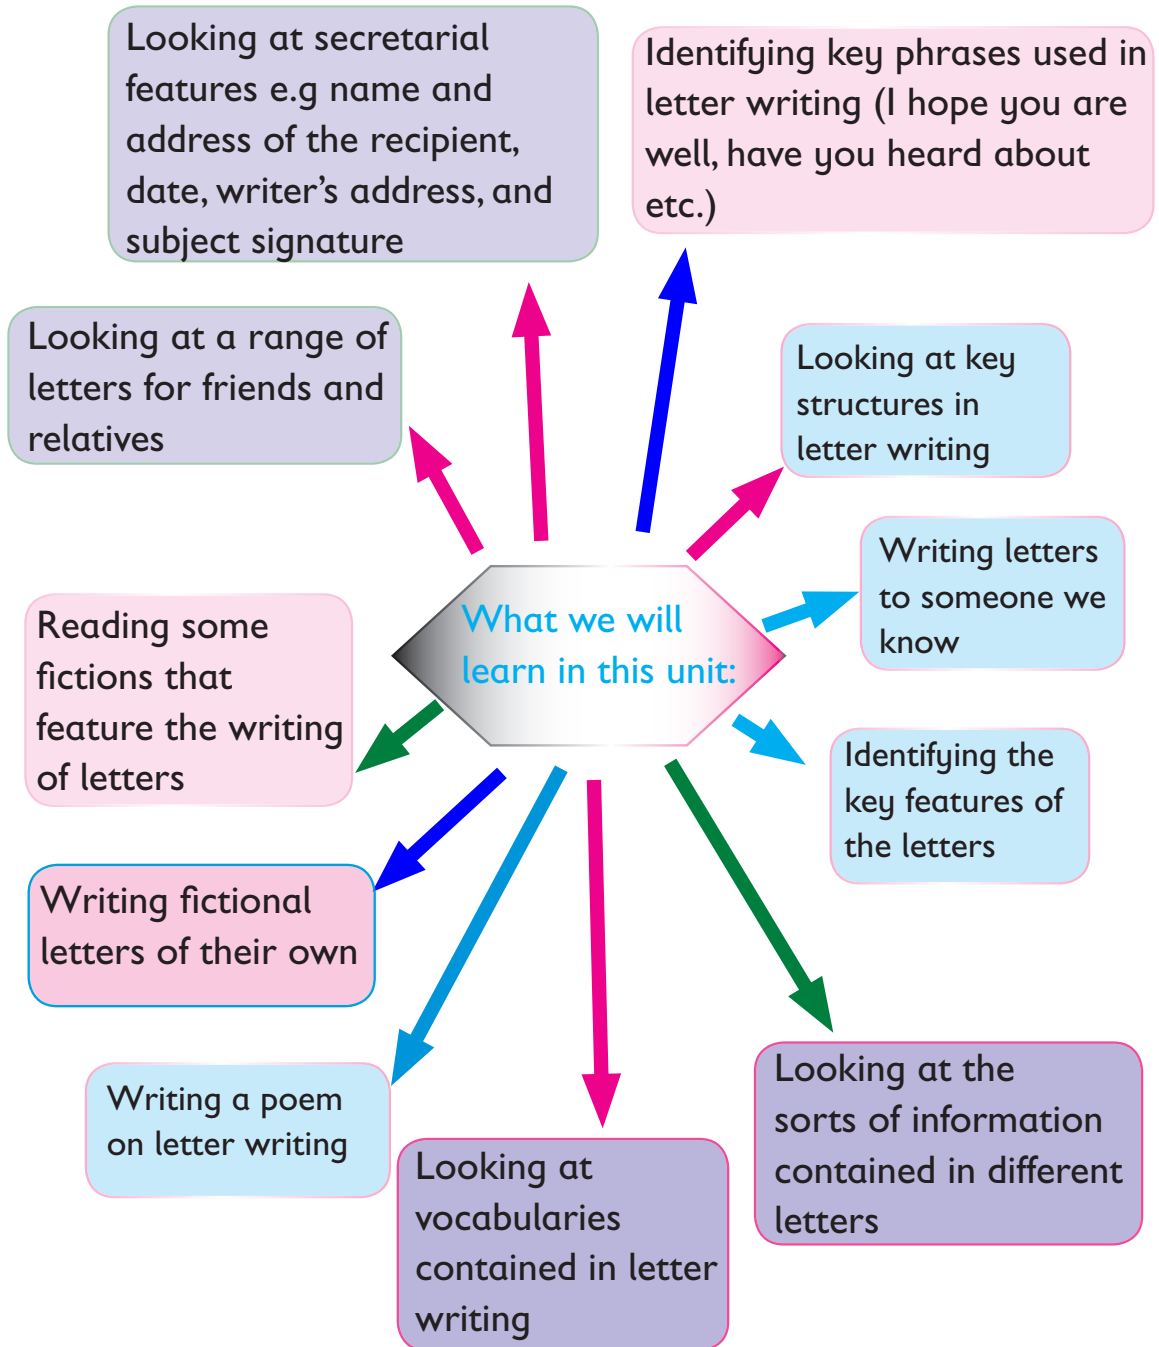 Looking at secretarial
features e.g name and
address of the recipient,
date, writer’s address, and
subject signature
Identifying key phrases used in
letter writing (I hope you are
well, have you heard about
etc.)
Looking at a range of
letters for friends and
relatives
Looking at key
structures in
letter writing
Writing letters
to someone we
know
What we will
learn in this unit:
Reading some
fictions that
feature the writing
of letters
Identifying the
key features of
the letters
Writing fictional
letters of their own
Writing a poem
on letter writing
Looking at
vocabularies
contained in letter
writing
Looking at the
sorts of information
contained in different
letters